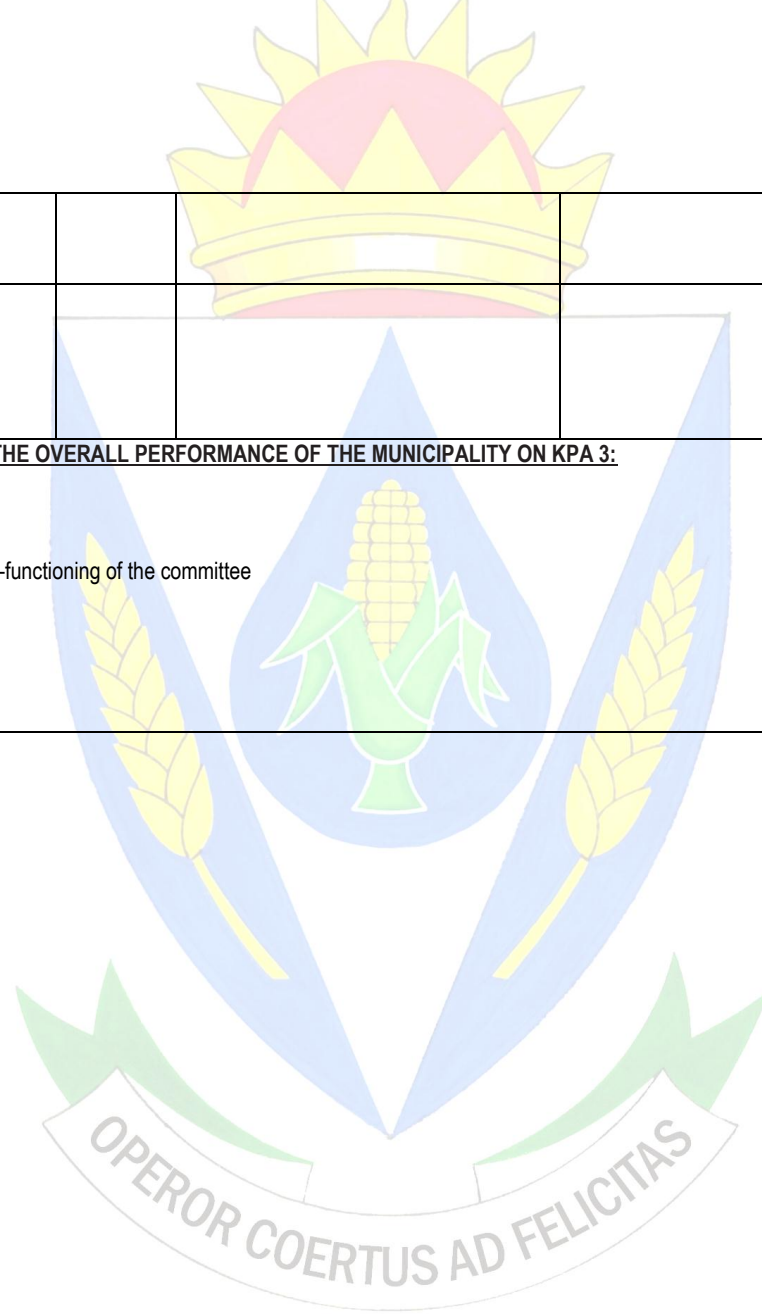 THE OVERALL PERFORMANCE OF THE MUNICIPALITY ON KPA 3:
-functioning of the committee
OPEROR COERTUS AD FELICITAS